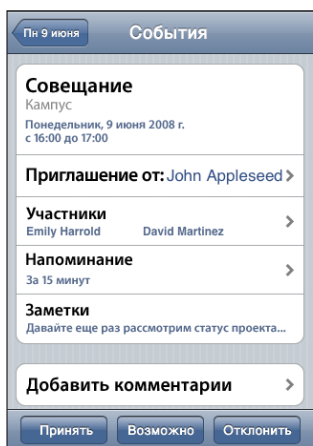 Пн 9 июня
События
Совещание
Кампус
Понедельник, 9 июня 2008 г.
с 16:00 до 17:00
Приглашение от: John Appleseed
Участники
Emily Harrold David Martinez
Напоминание
За 15 минут
Заметки
Давайте еще раз рассмотрим статус проекта...
Добавить комментарии
Принять Возможно Отклонить